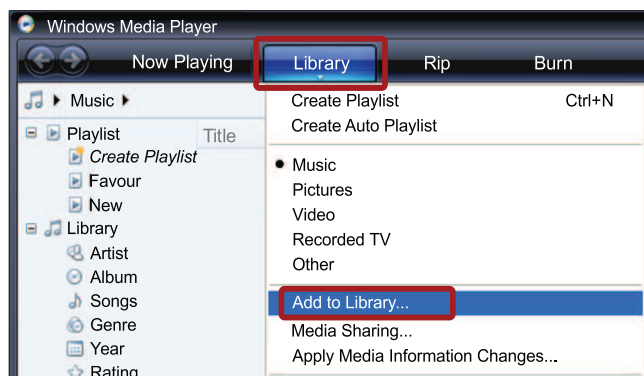 Windows Media Player
Now Playing Library Rip Burn
Music
Playlist Title
Create Playlist
Favour
New
Library
Artist
Album
Songs
Genre
Year
Rating
Create Playlist Ctrl+N
Create Auto Playlist
Music
Pictures
Video
Recorded TV
Other
Add to Library...
Media Sharing...
Apply Media Information Changes...